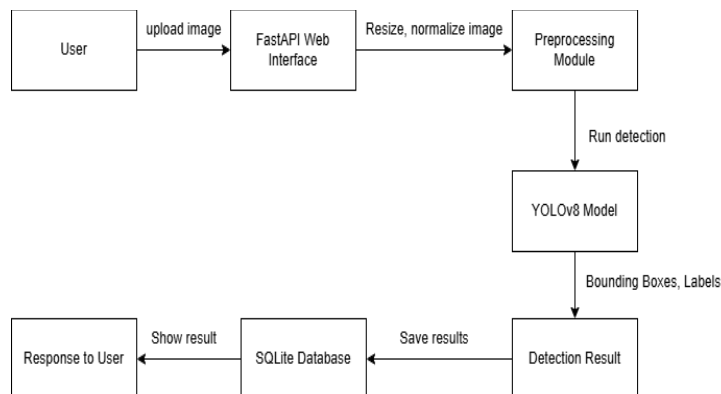 User
upload image
FastAPI Web
Interface
Resize, normalize image
Preprocessing
Module
Run detection
YOLOv8 Model
Bounding Boxes, Labels
Detection Result
Save results
SQLite Database
Show result
Response to User